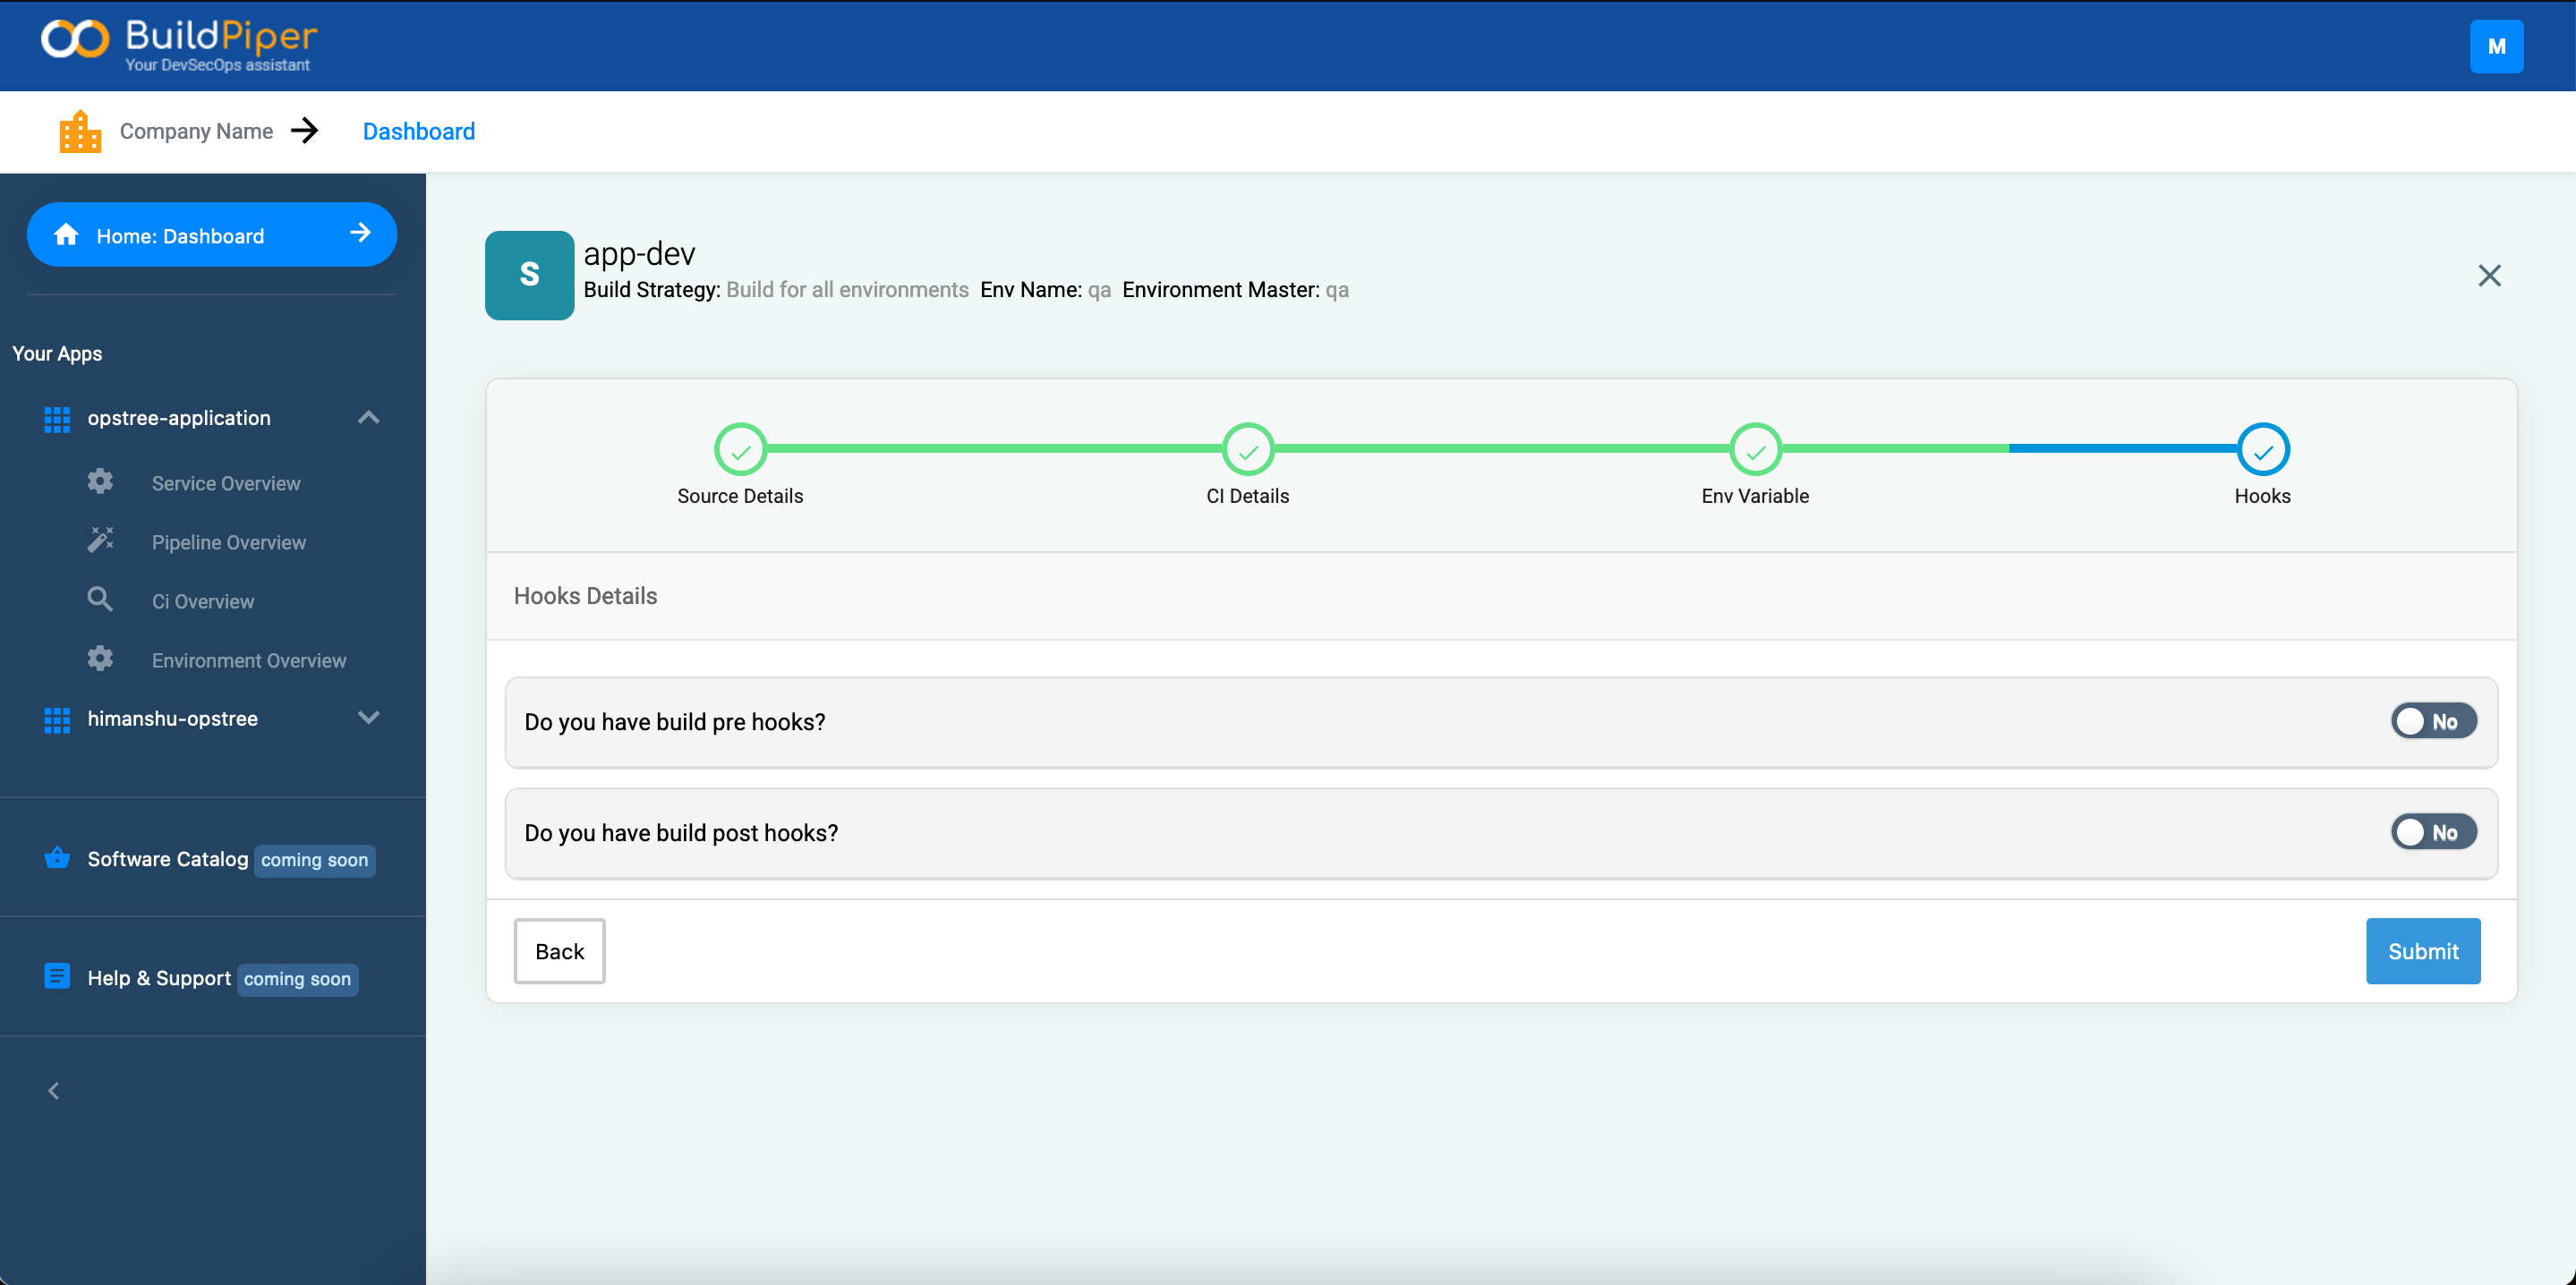 BuildPiper
Your DevSecOps assistant
M
Company Name
Dashboard
Home: Dashboard
Your Apps
opstree-application
Service Overview
Pipeline Overview
Ci Overview
Environment Overview
himanshu-opstree
Software Catalog coming soon
Help & Support coming soon
S
app-dev
Build Strategy: Build for all environments Env Name: qa Environment Master: qa
Source Details
CI Details
Env Variable
Hooks
Hooks Details
Do you have build pre hooks?
No
Do you have build post hooks?
No
Back
Submit